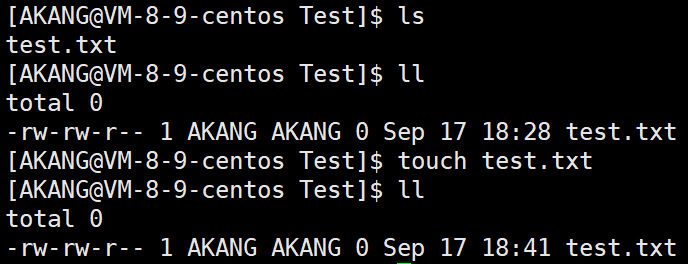 [AKANG@VM-8-9-centos Test]$ ls
test.txt
[AKANG@VM-8-9-centos Test]$ ll
total 0
-rw-rw-r-- 1 AKANG AKANG 0 Sep 17 18:28 test.txt
[AKANG@VM-8-9-centos Test]$ touch test.txt
[AKANG@VM-8-9-centos Test]$ ll
total 0
-rw-rw-r-- 1 AKANG AKANG 0 Sep 17 18:41 test.txt